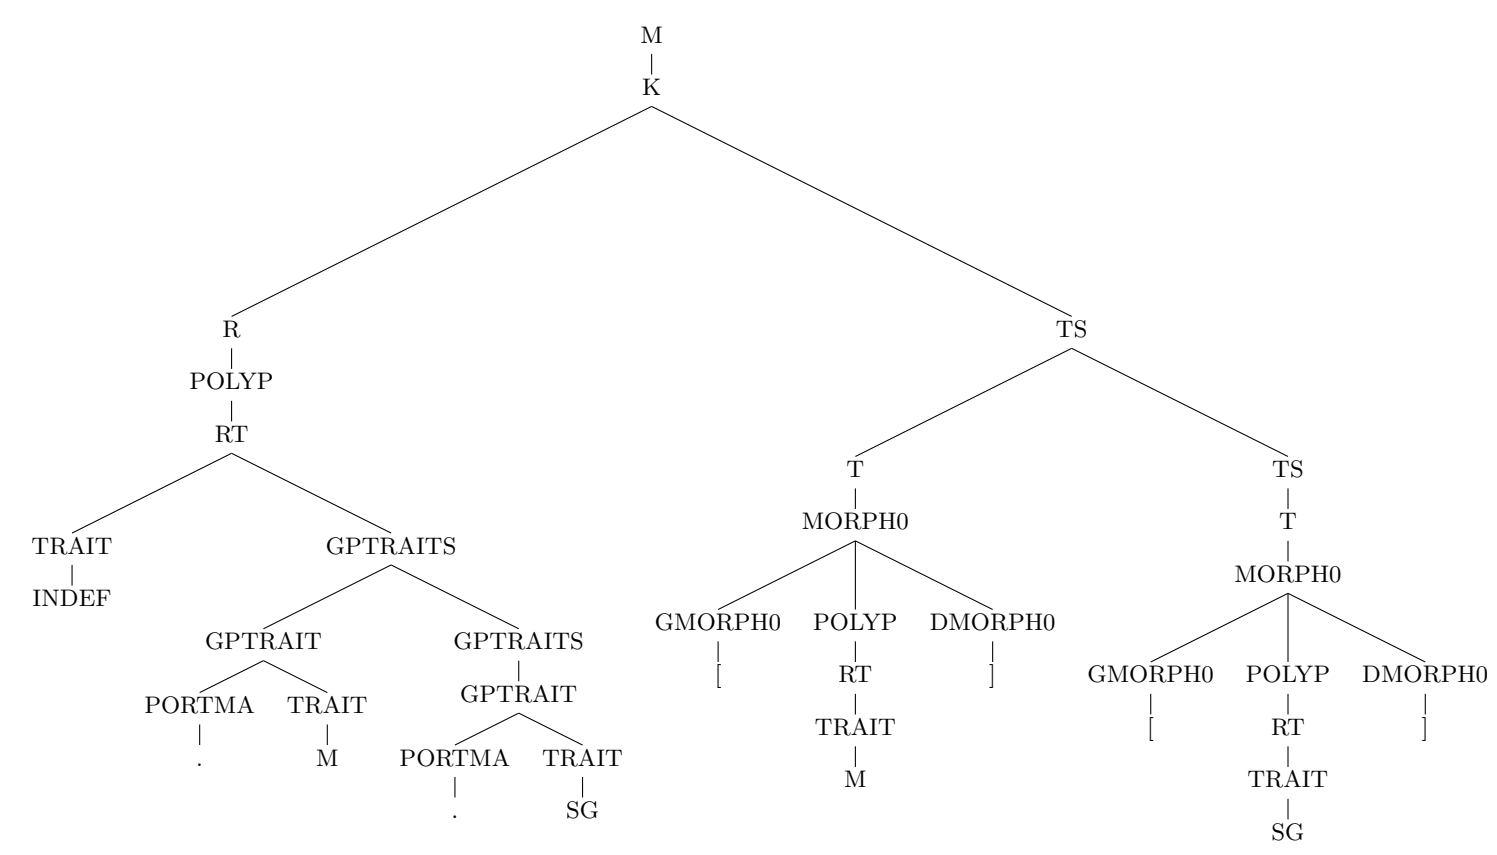 M
K
R TS
POLYP
RT
T TS
MORPH0 T
TRAIT GPTRAITS
MORPH0
INDEF
GMORPH0 POLYP DMORPH0
GPTRAIT GPTRAITS
[ RT ]
GMORPH0 POLYP DMORPH0
GPTRAIT
PORTMA TRAIT
TRAIT
[ RT ]
. M
PORTMA TRAIT
M
TRAIT
. SG
SG